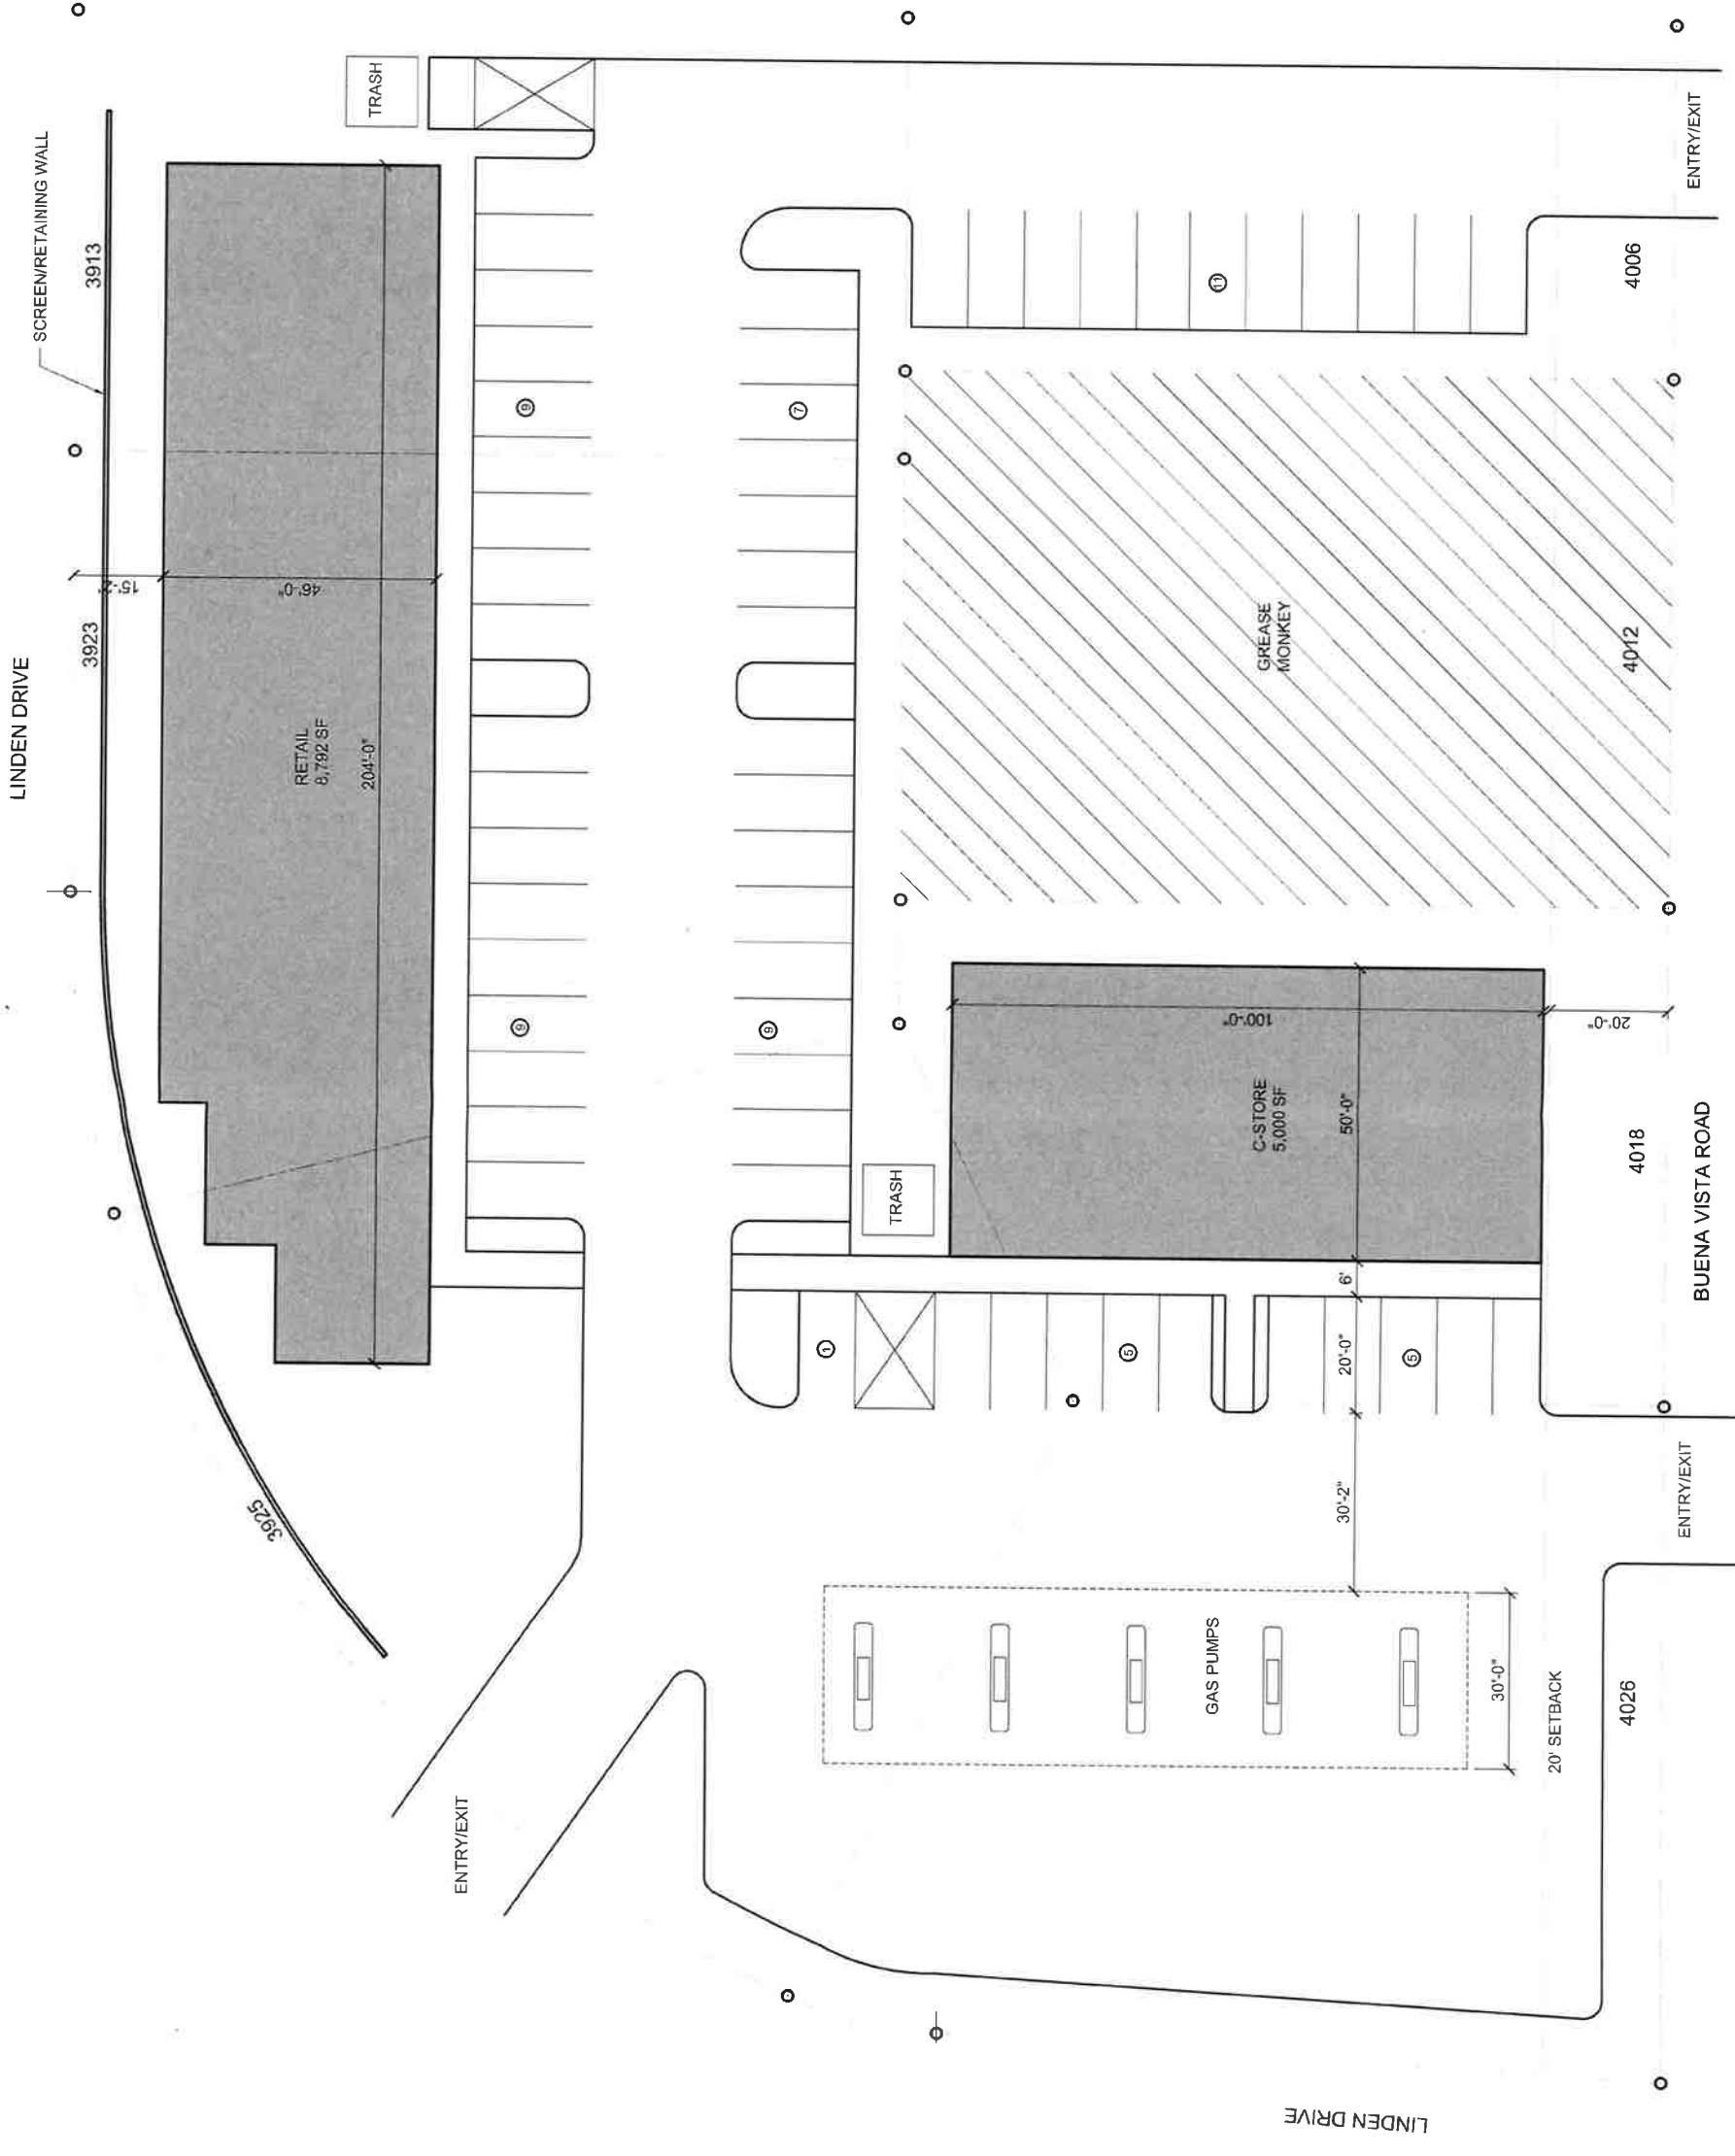 LINDEN DRIVE
SCREEN/RETAINING WALL
3925
3923
3913
15'-2"
46'-0"
RETAIL
8,792 SF
204'-0"
TRASH
ENTRY/EXIT
9
9
9
7
1
TRASH
5
5
11
6'
20'-0"
30'-2"
GAS PUMPS
30'-0"
20' SETBACK
C-STORE
5,000 SF
50'-0"
100'-0"
20'-0"
GREASE
MONKEY
4026
4018
4012
4006
ENTRY/EXIT
ENTRY/EXIT
BUENA VISTA ROAD
LINDEN DRIVE